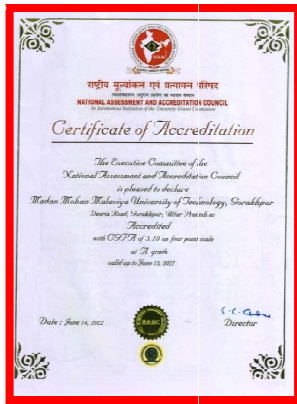 NAAC
राष्ट्रीय मूल्यांकन एवं प्रत्यायन परिषद
NATIONAL ASSESSMENT AND ACCREDITATION COUNCIL
An Autonomous Institution of the University Grants Commission
Certificate of Accreditation
The Executive Committee of the
National Assessment and Accreditation Council
is pleased to declare
Madan Mohan Malaviya University of Technology, Gorakhpur
Deoria Road, Gorakhpur, Uttar Pradesh as
Accredited
with CGPA of 3.10 on four point scale
at A grade
valid up to June 13, 2027
Date : June 14, 2022
NAAC
Director